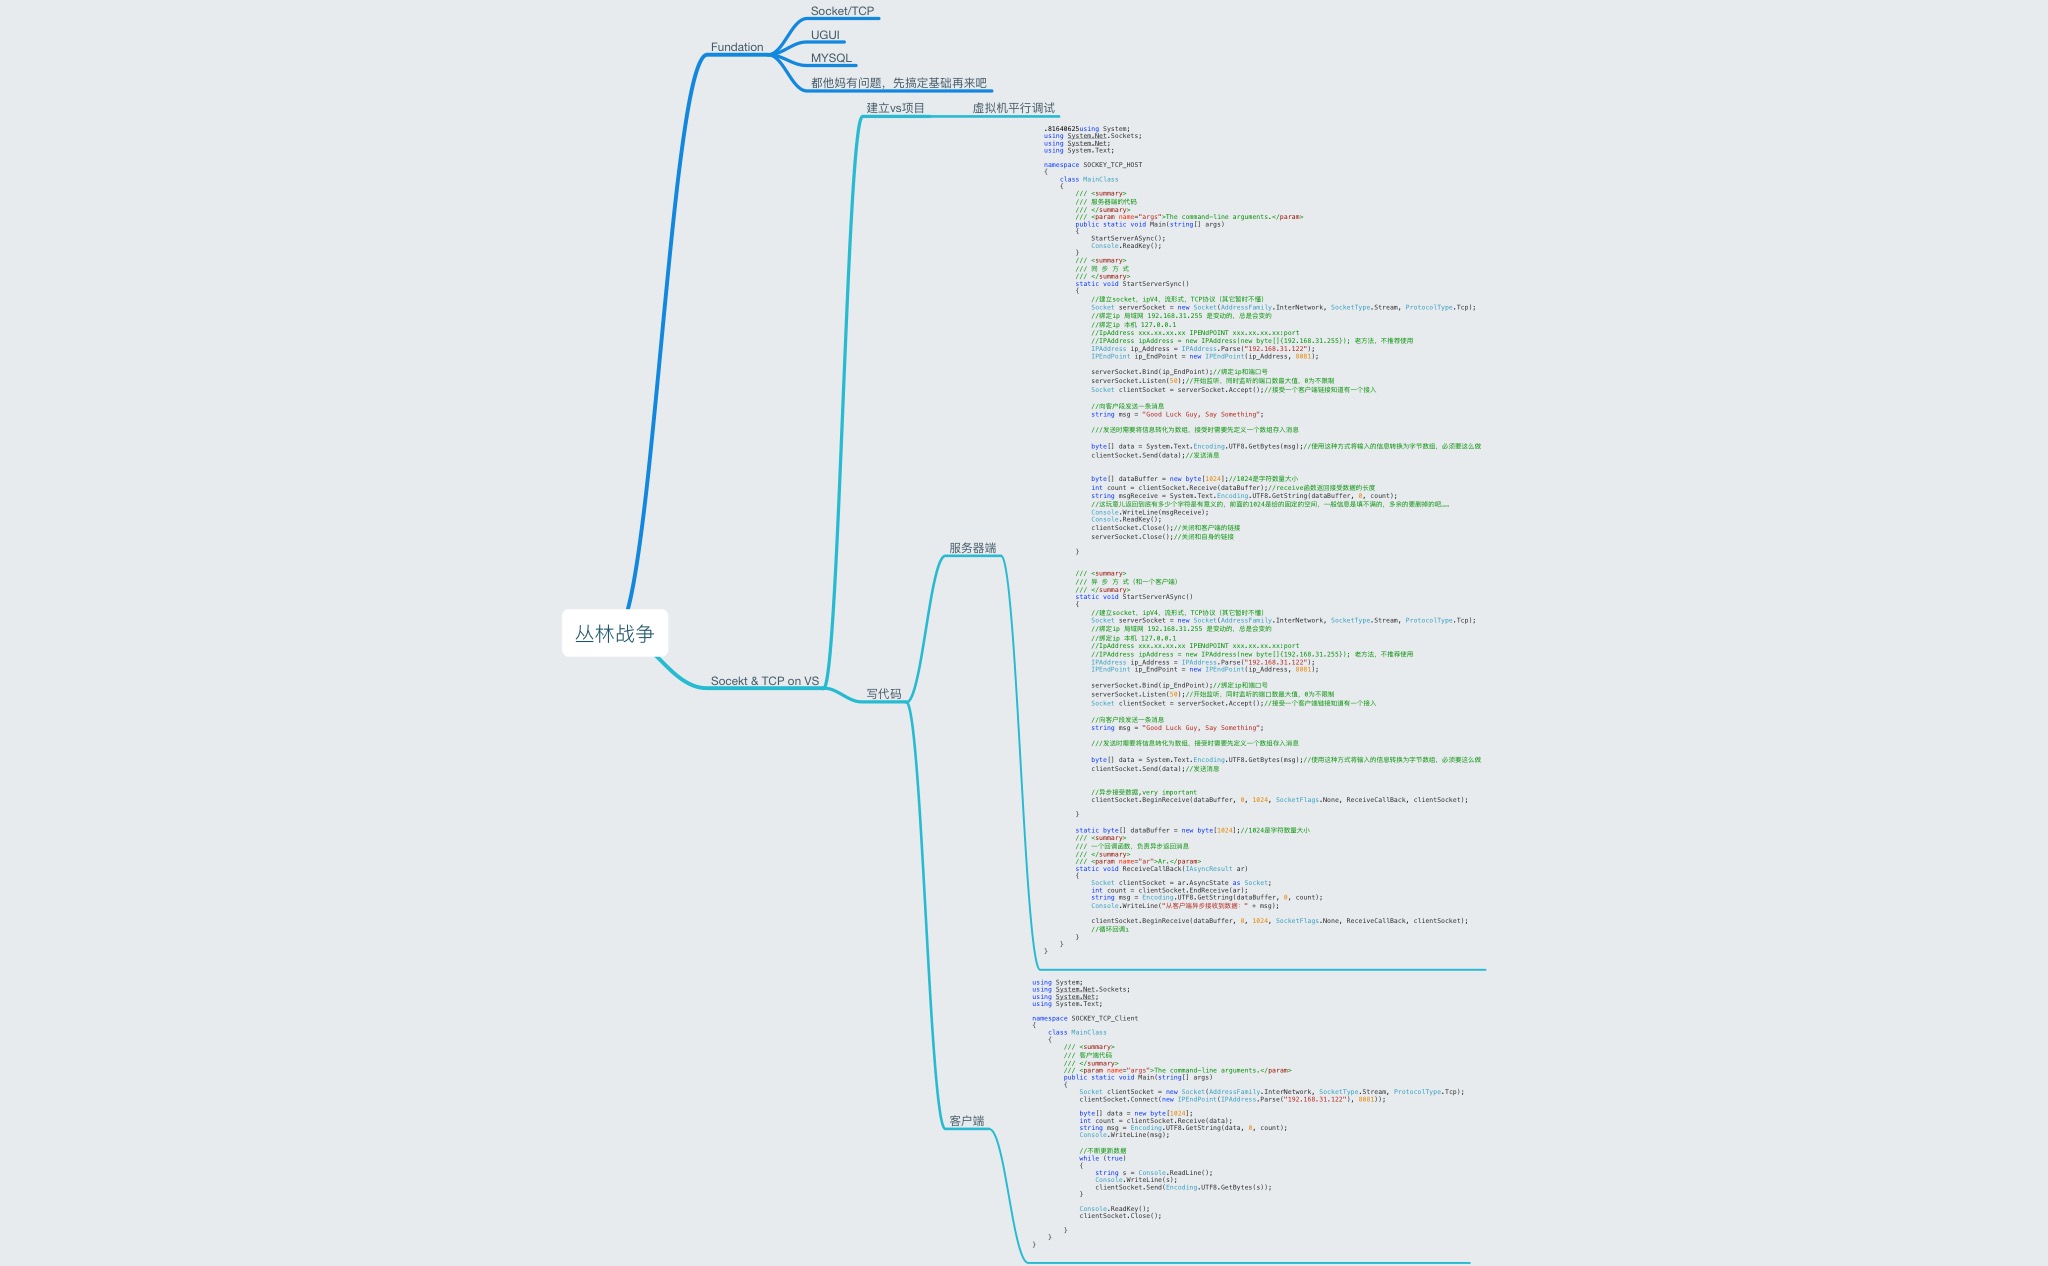 Socket/TCP
Fundation
UGUI
MYSQL
都他妈有问题，先搞定基础再来吧
建立vs项目
虚拟机平行调试
.81640625using System;
using System.Net.Sockets;
using System.Net;
using System.Text;
namespace SOCKEY_TCP_HOST
{
class MainClass
{
/// <summary>
/// 服务器端的代码
/// </summary>
/// <param name="args">The command-line arguments.</param>
public static void Main(string[] args)
{
StartServerASync();
Console.ReadKey();
}
/// <summary>
/// 同 步 方 式
/// </summary>
static void StartServerSync()
{
//建立socket，ipV4，流形式，TCP协议（其它暂时不懂）
Socket serverSocket = new Socket(AddressFamily.InterNetwork, SocketType.Stream, ProtocolType.Tcp);
//绑定ip 局域网 192.168.31.255 是变动的，总是会变的
//绑定ip 本机 127.0.0.1
//IpAddress xxx.xx.xx.xx IPENdPOINT xxx.xx.xx.xx:port
//IPAddress ipAddress = new IPAddress(new byte[]{192.168.31.255}); 老方法，不推荐使用
IPAddress ip_Address = IPAddress.Parse("192.168.31.122");
IPEndPoint ip_EndPoint = new IPEndPoint(ip_Address, 8081);
serverSocket.Bind(ip_EndPoint);//绑定ip和端口号
serverSocket.Listen(50);//开始监听，同时监听的端口数最大值，0为不限制
Socket clientSocket = serverSocket.Accept();//接受一个客户端链接知道有一个接入
//向客户段发送一条消息
string msg = "Good Luck Guy, Say Something";
///发送时需要将信息转化为数组，接受时需要先定义一个数组存入消息
byte[] data = System.Text.Encoding.UTF8.GetBytes(msg);//使用这种方式将输入的信息转换为字节数组，必须要这么做
clientSocket.Send(data);//发送消息
byte[] dataBuffer = new byte[1024];//1024是字符数量大小
int count = clientSocket.Receive(dataBuffer);//receive函数返回接受数据的长度
string msgReceive = System.Text.Encoding.UTF8.GetString(dataBuffer, 0, count);
//这玩意儿返回到底有多少个字符是有意义的，前面的1024是给的固定的空间，一般信息是填不满的，多余的要删掉的吧……
Console.WriteLine(msgReceive);
Console.ReadKey();
clientSocket.Close();//关闭和客户端的链接
serverSocket.Close();//关闭和自身的链接
}
服务器端
/// <summary>
/// 异 步 方 式（和一个客户端）
/// </summary>
static void StartServerASync()
{
//建立socket，ipV4，流形式，TCP协议（其它暂时不懂）
Socket serverSocket = new Socket(AddressFamily.InterNetwork, SocketType.Stream, ProtocolType.Tcp);
//绑定ip 局域网 192.168.31.255 是变动的，总是会变的
//绑定ip 本机 127.0.0.1
//IpAddress xxx.xx.xx.xx IPENdPOINT xxx.xx.xx.xx:port
//IPAddress ipAddress = new IPAddress(new byte[]{192.168.31.255}); 老方法，不推荐使用
IPAddress ip_Address = IPAddress.Parse("192.168.31.122");
IPEndPoint ip_EndPoint = new IPEndPoint(ip_Address, 8081);
丛林战争
Socekt & TCP on VS
写代码
serverSocket.Bind(ip_EndPoint);//绑定ip和端口号
serverSocket.Listen(50);//开始监听，同时监听的端口数最大值，0为不限制
Socket clientSocket = serverSocket.Accept();//接受一个客户端链接知道有一个接入
//向客户段发送一条消息
string msg = "Good Luck Guy, Say Something";
///发送时需要将信息转化为数组，接受时需要先定义一个数组存入消息
byte[] data = System.Text.Encoding.UTF8.GetBytes(msg);//使用这种方式将输入的信息转换为字节数组，必须要这么做
clientSocket.Send(data);//发送消息
//异步接受数据,very important
clientSocket.BeginReceive(dataBuffer, 0, 1024, SocketFlags.None, ReceiveCallBack, clientSocket);
}
static byte[] dataBuffer = new byte[1024];//1024是字符数量大小
/// <summary>
/// 一个回调函数，负责异步返回消息
/// </summary>
/// <param name="ar">Ar.</param>
static void ReceiveCallBack(IAsyncResult ar)
{
Socket clientSocket = ar.AsyncState as Socket;
int count = clientSocket.EndReceive(ar);
string msg = Encoding.UTF8.GetString(dataBuffer, 0, count);
Console.WriteLine("从客户端异步接收到数据：" + msg);
clientSocket.BeginReceive(dataBuffer, 0, 1024, SocketFlags.None, ReceiveCallBack, clientSocket);
//循环回调1
}
}
}
using System;
using System.Net.Sockets;
using System.Net;
using System.Text;
namespace SOCKEY_TCP_Client
{
class MainClass
{
/// <summary>
/// 客户端代码
/// </summary>
/// <param name="args">The command-line arguments.</param>
public static void Main(string[] args)
{
Socket clientSocket = new Socket(AddressFamily.InterNetwork, SocketType.Stream, ProtocolType.Tcp);
clientSocket.Connect(new IPEndPoint(IPAddress.Parse("192.168.31.122"), 8081));
客户端
byte[] data = new byte[1024];
int count = clientSocket.Receive(data);
string msg = Encoding.UTF8.GetString(data, 0, count);
Console.WriteLine(msg);
//不断更新数据
while (true)
{
string s = Console.ReadLine();
Console.WriteLine(s);
clientSocket.Send(Encoding.UTF8.GetBytes(s));
}
Console.ReadKey();
clientSocket.Close();
}
}
}